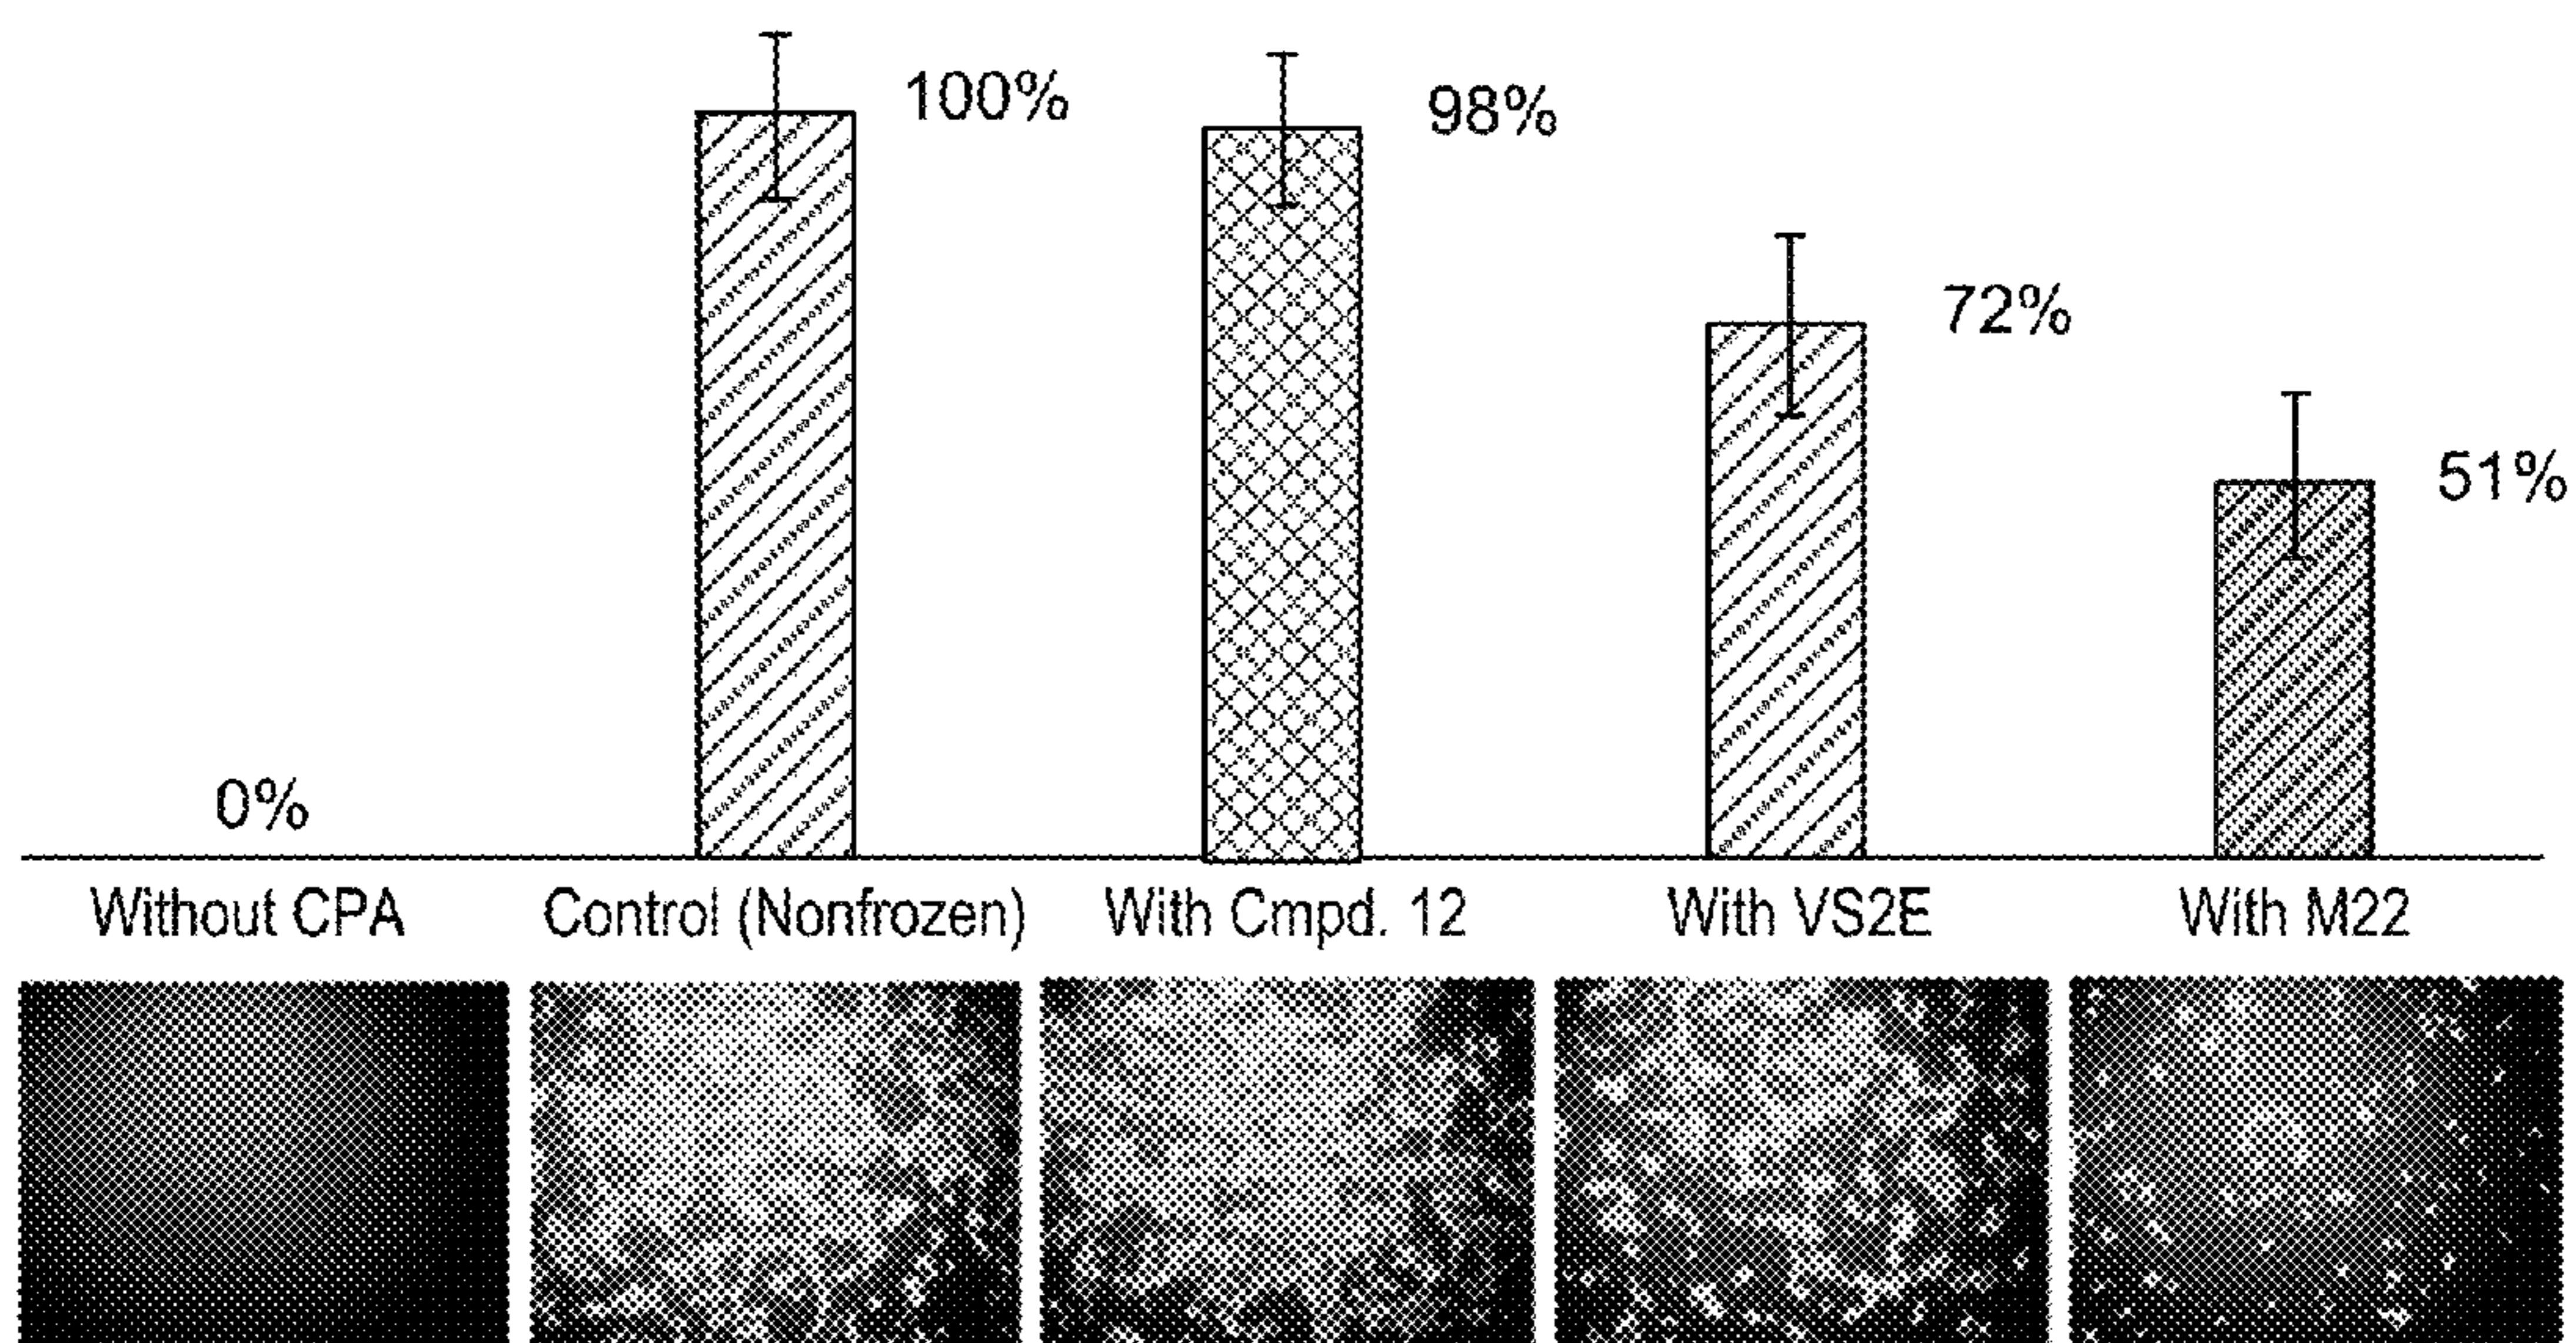 100%
98%
72%
51%
0%
Without CPA
Control (Nonfrozen)
With Cmpd. 12
With VS2E
With M22